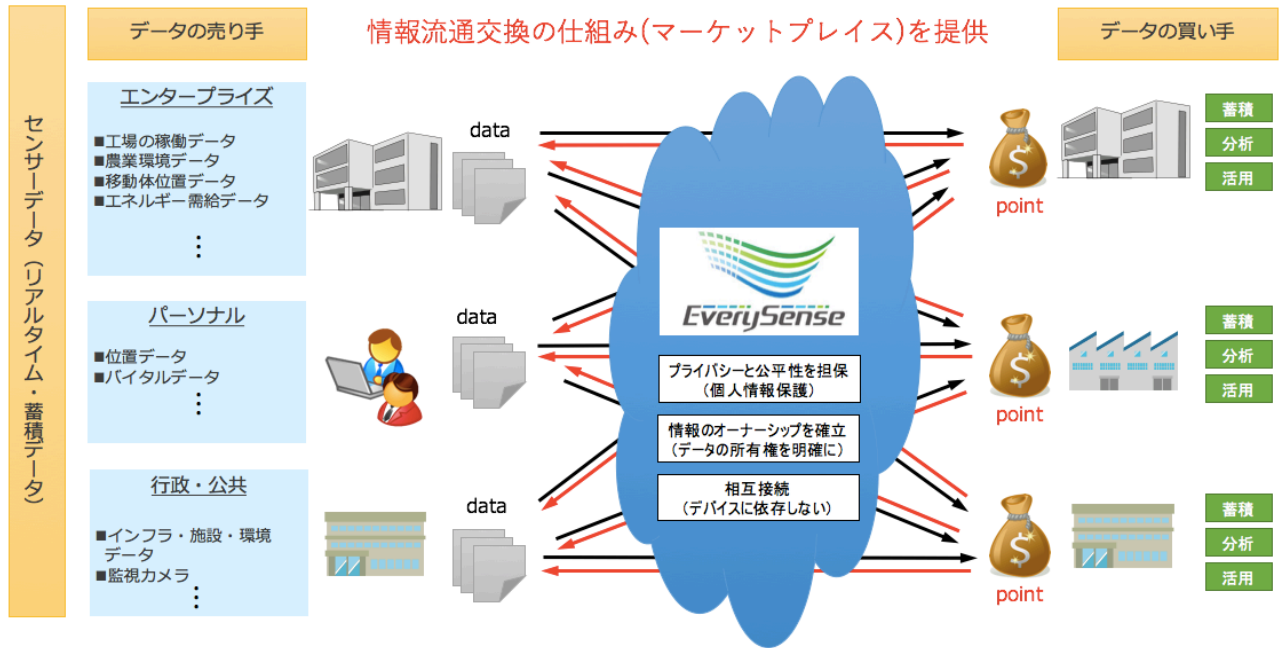 センサーデータ（リアルタイム・蓄積データ）
データの売り手
情報流通交換の仕組み(マーケットプレイス)を提供
データの買い手
エンタープライズ
■工場の稼働データ
■農業環境データ
■移動体位置データ
■エネルギー需給データ
⋮
data
point
蓄積
分析
活用
パーソナル
■位置データ
■バイタルデータ
⋮
data
EverySense
プライバシーと公平性を担保
（個人情報保護）
情報のオーナーシップを確立
（データの所有権を明確に）
相互接続
（デバイスに依存しない）
point
蓄積
分析
活用
行政・公共
■インフラ・施設・環境
データ
■監視カメラ
⋮
data
point
蓄積
分析
活用